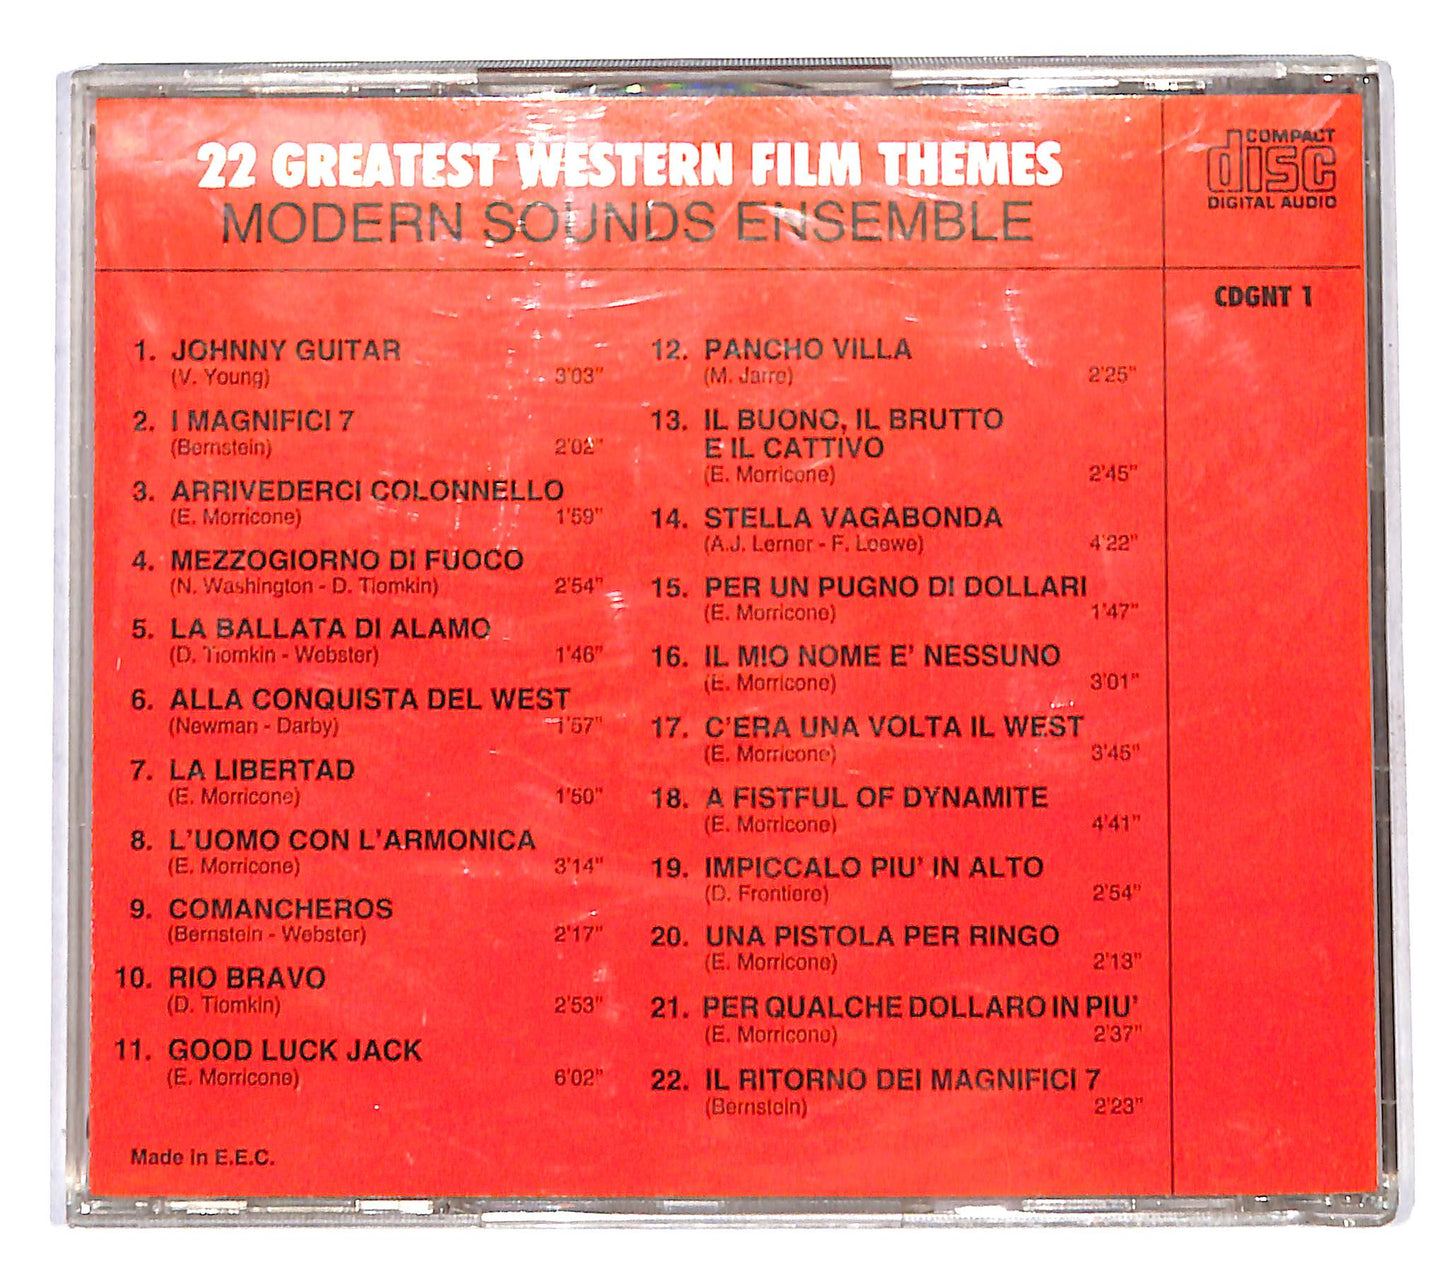 22 GREATEST WESTERN FILM THEMES
MODERN SOUNDS ENSEMBLE
COMPACT
disc
DIGITAL AUDIO
CDGNT 1
1. JOHNNY GUITAR
(V. Young) 3'03"
2. I MAGNIFICI 7
(Bernstein) 2'02"
3. ARRIVEDERCI COLONNELLO
(E. Morricone) 1'59"
4. MEZZOGIORNO DI FUOCO
(N. Washington - D. Tiomkin) 2'54"
5. LA BALLATA DI ALAMO
(D. Tiomkin - Webster) 1'46"
6. ALLA CONQUISTA DEL WEST
(Newman - Darby) 1'57"
7. LA LIBERTAD
(E. Morricone) 1'50"
8. L'UOMO CON L'ARMONICA
(E. Morricone) 3'14"
9. COMANCHEROS
(Bernstein - Webster) 2'17"
10. RIO BRAVO
(D. Tiomkin) 2'53"
11. GOOD LUCK JACK
(E. Morricone) 6'02"
12. PANCHO VILLA
(M. Jarre) 2'25"
13. IL BUONO, IL BRUTTO
E IL CATTIVO
(E. Morricone) 2'45"
14. STELLA VAGABONDA
(A.J. Lerner - F. Loewe) 4'22"
15. PER UN PUGNO DI DOLLARI
(E. Morricone) 1'47"
16. IL MIO NOME E' NESSUNO
(E. Morricone) 3'01"
17. C'ERA UNA VOLTA IL WEST
(E. Morricone) 3'45"
18. A FISTFUL OF DYNAMITE
(E. Morricone) 4'41"
19. IMPICCALO PIU' IN ALTO
(D. Frontiere) 2'54"
20. UNA PISTOLA PER RINGO
(E. Morricone) 2'13"
21. PER QUALCHE DOLLARO IN PIU'
(E. Morricone) 2'37"
22. IL RITORNO DEI MAGNIFICI 7
(Bernstein) 2'23"
Made in E.E.C.